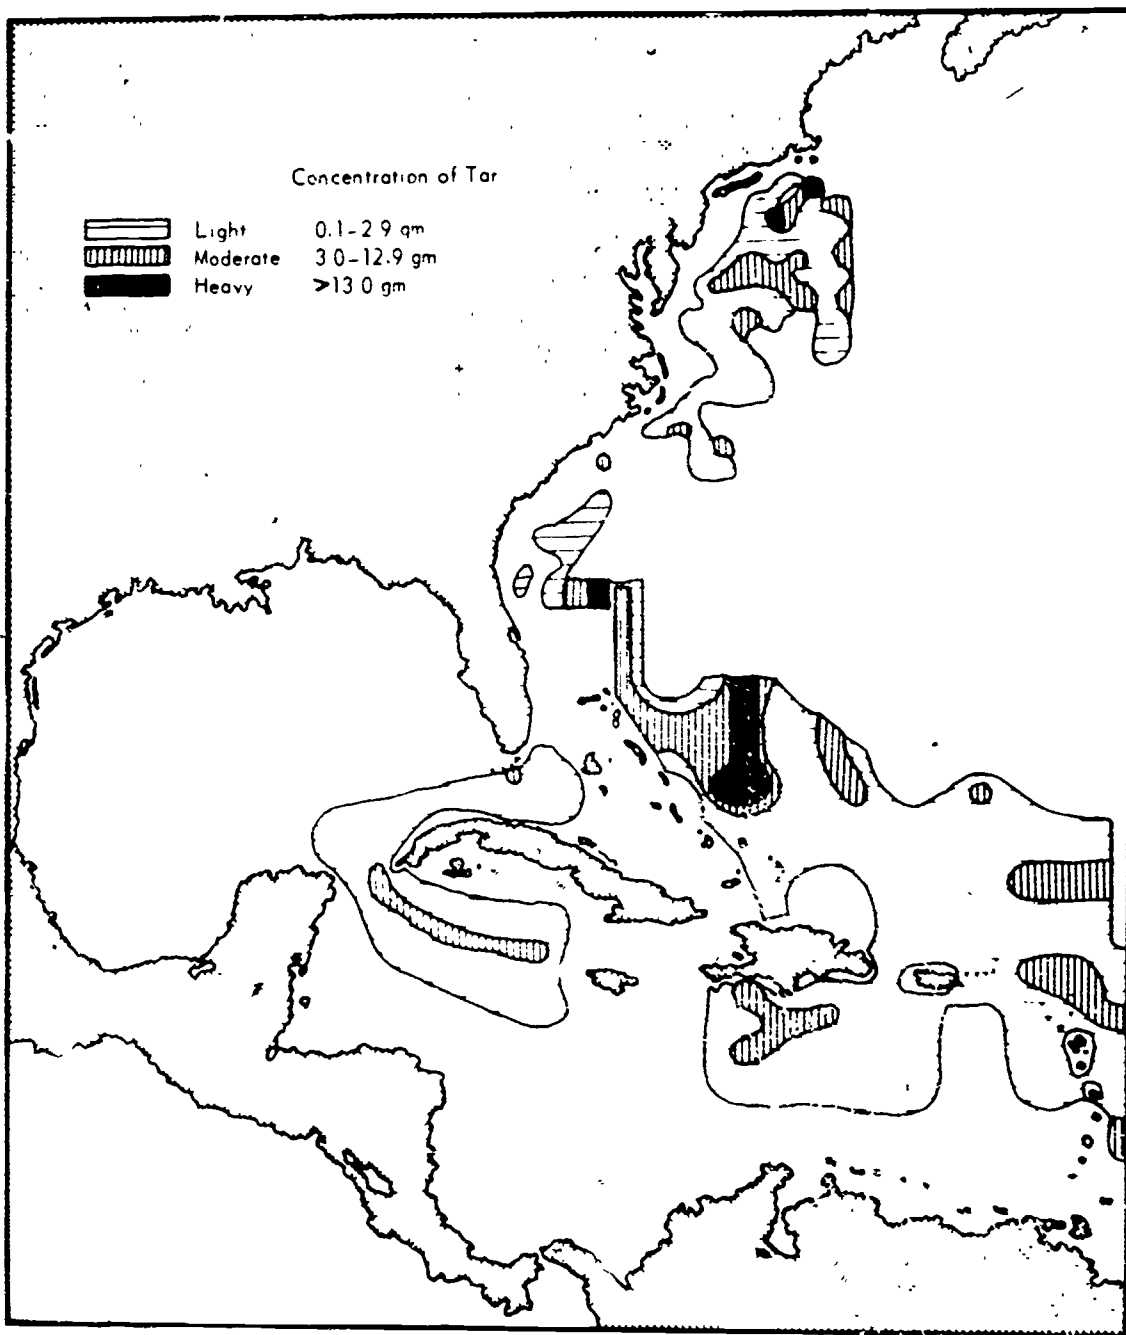 Concentration of Tar
Light 0.1-2.9 gm
Moderate 3.0-12.9 gm
Heavy >13.0 gm